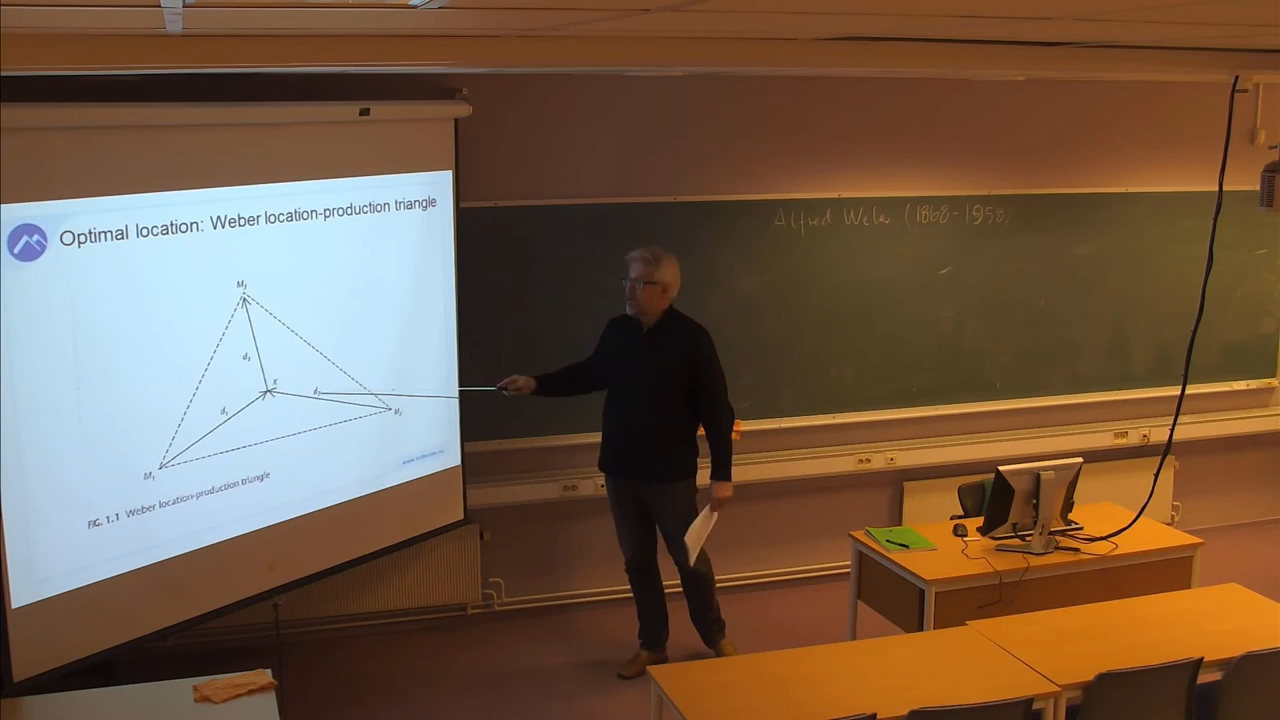 Optimal location: Weber location-production triangle
M3
d3
K
d2
d1
M2
M1
FIG. 1.1 Weber location-production triangle
Alfred Weber (1868-1958)